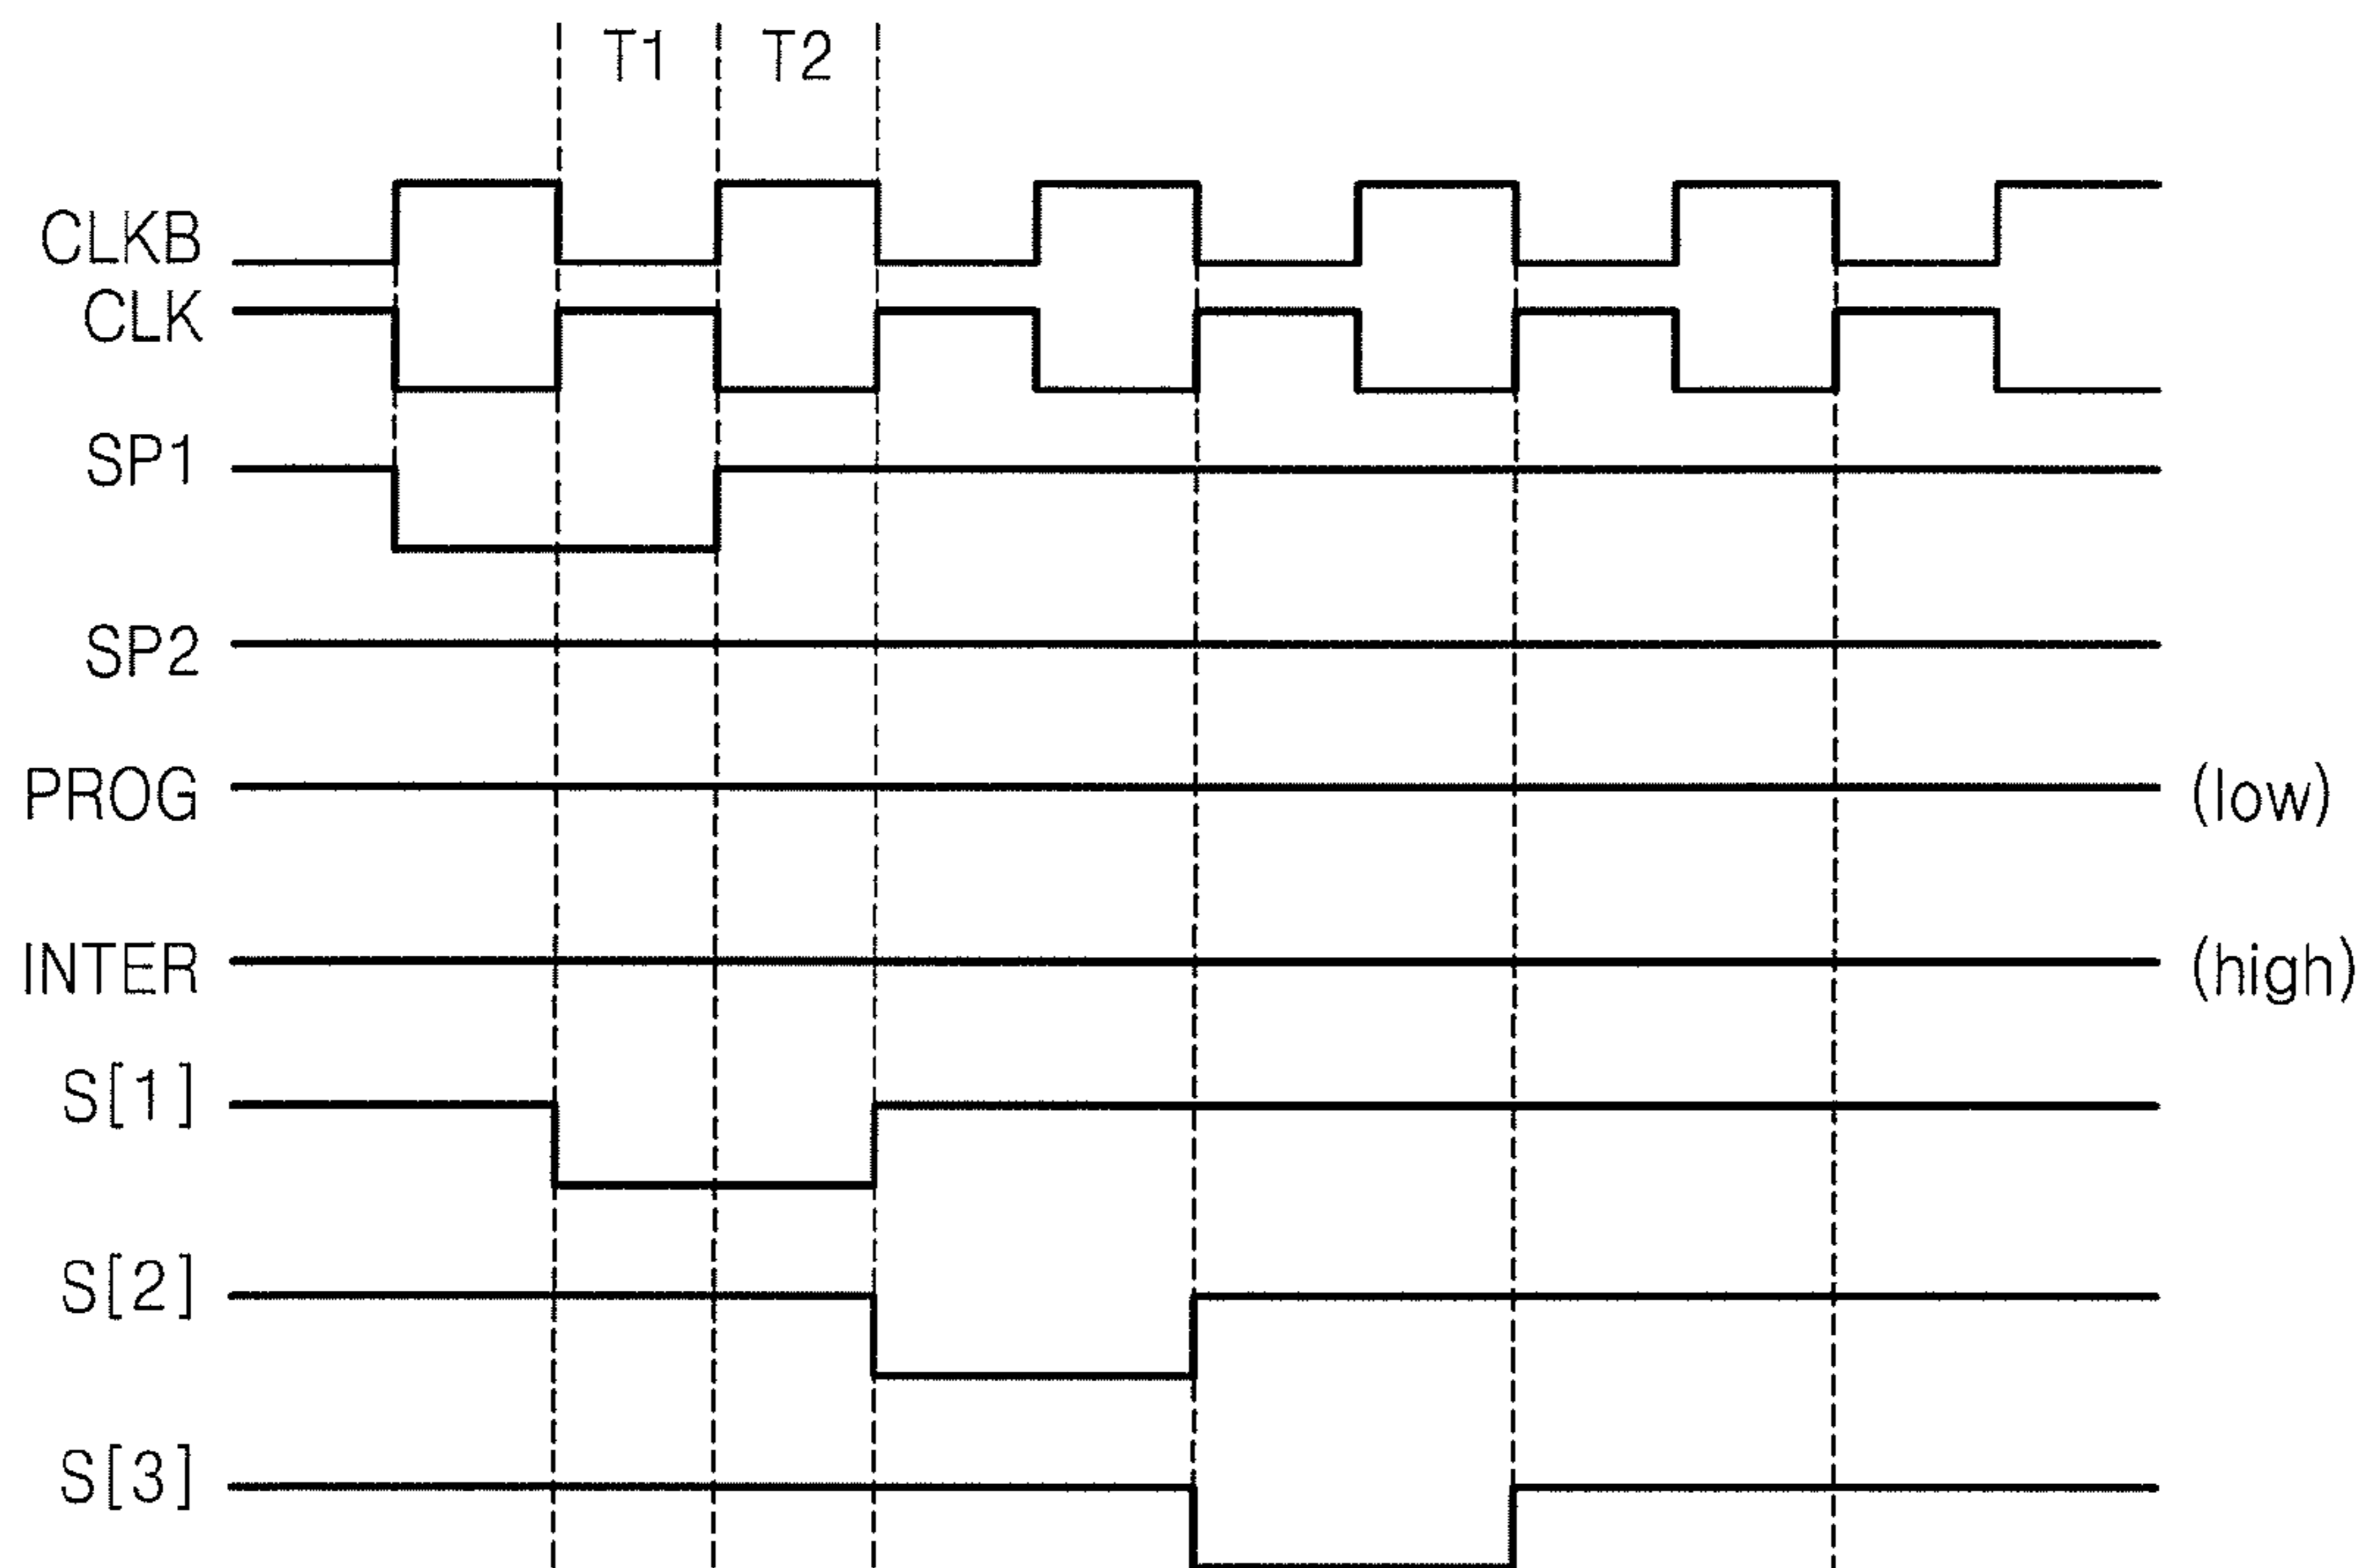 T1 T2
CLKB
CLK
SP1
SP2
PROG (low)
INTER (high)
S[1]
S[2]
S[3]